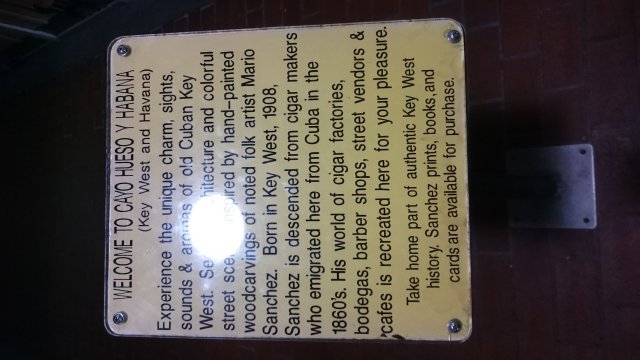 WELCOME TO CAYO HUESO Y HABANA
(Key West and Havana)
Experience the unique charm, sights,
sounds & aromas of old Cuban Key
West. See architecture and colorful
street scenes inspired by hand-painted
woodcarvings of noted folk artist Mario
Sanchez. Born in Key West, 1908,
Sanchez is descended from cigar makers
who emigrated here from Cuba in the
1860's. His world of cigar factories,
bodegas, barber shops, street vendors &
cafes is recreated here for your pleasure.
Take home part of authentic Key West
history. Sanchez prints, books, and
cards are available for purchase.